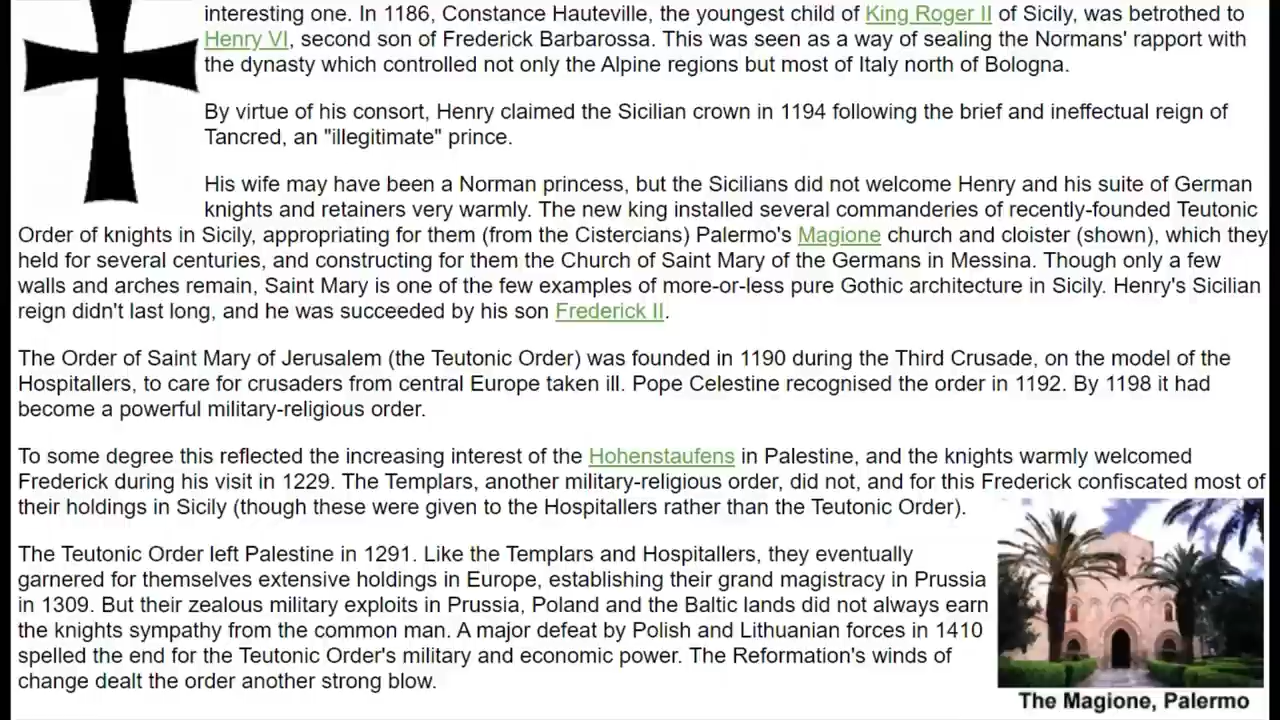 interesting one. In 1186, Constance Hauteville, the youngest child of King Roger II of Sicily, was betrothed to
Henry VI, second son of Frederick Barbarossa. This was seen as a way of sealing the Normans' rapport with
the dynasty which controlled not only the Alpine regions but most of Italy north of Bologna.
By virtue of his consort, Henry claimed the Sicilian crown in 1194 following the brief and ineffectual reign of
Tancred, an "illegitimate" prince.
His wife may have been a Norman princess, but the Sicilians did not welcome Henry and his suite of German
knights and retainers very warmly. The new king installed several commanderies of recently-founded Teutonic
Order of knights in Sicily, appropriating for them (from the Cistercians) Palermo's Magione church and cloister (shown), which they
held for several centuries, and constructing for them the Church of Saint Mary of the Germans in Messina. Though only a few
walls and arches remain, Saint Mary is one of the few examples of more-or-less pure Gothic architecture in Sicily. Henry's Sicilian
reign didn't last long, and he was succeeded by his son Frederick II.
The Order of Saint Mary of Jerusalem (the Teutonic Order) was founded in 1190 during the Third Crusade, on the model of the
Hospitallers, to care for crusaders from central Europe taken ill. Pope Celestine recognised the order in 1192. By 1198 it had
become a powerful military-religious order.
To some degree this reflected the increasing interest of the Hohenstaufens in Palestine, and the knights warmly welcomed
Frederick during his visit in 1229. The Templars, another military-religious order, did not, and for this Frederick confiscated most of
their holdings in Sicily (though these were given to the Hospitallers rather than the Teutonic Order).
The Teutonic Order left Palestine in 1291. Like the Templars and Hospitallers, they eventually
garnered for themselves extensive holdings in Europe, establishing their grand magistracy in Prussia
in 1309. But their zealous military exploits in Prussia, Poland and the Baltic lands did not always earn
the knights sympathy from the common man. A major defeat by Polish and Lithuanian forces in 1410
spelled the end for the Teutonic Order's military and economic power. The Reformation's winds of
change dealt the order another strong blow.
The Magione, Palermo